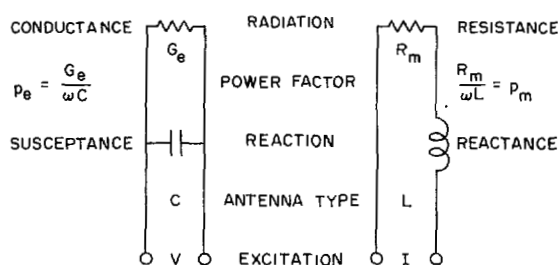 CONDUCTANCE RADIATION RESISTANCE
G_e R_m
p_e = G_e/ωC POWER FACTOR R_m/ωL = p_m
SUSCEPTANCE REACTION REACTANCE
C ANTENNA TYPE L
V EXCITATION I